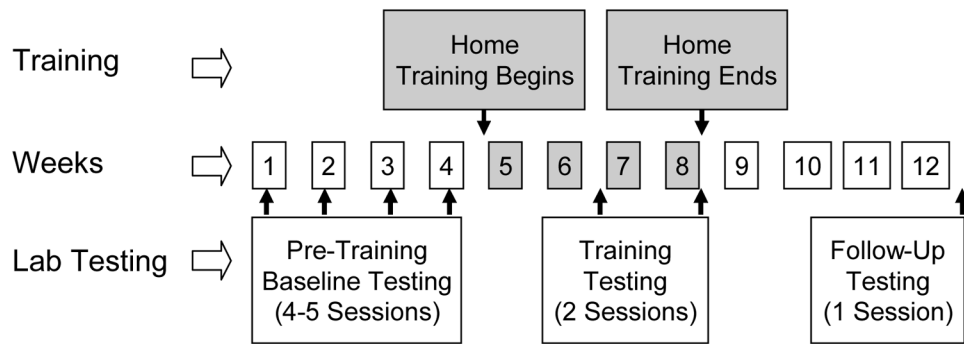 Training
Home
Training Begins
Home
Training Ends
Weeks
1 2 3 4 5 6 7 8 9 10 11 12
Lab Testing
Pre-Training
Baseline Testing
(4-5 Sessions)
Training
Testing
(2 Sessions)
Follow-Up
Testing
(1 Session)